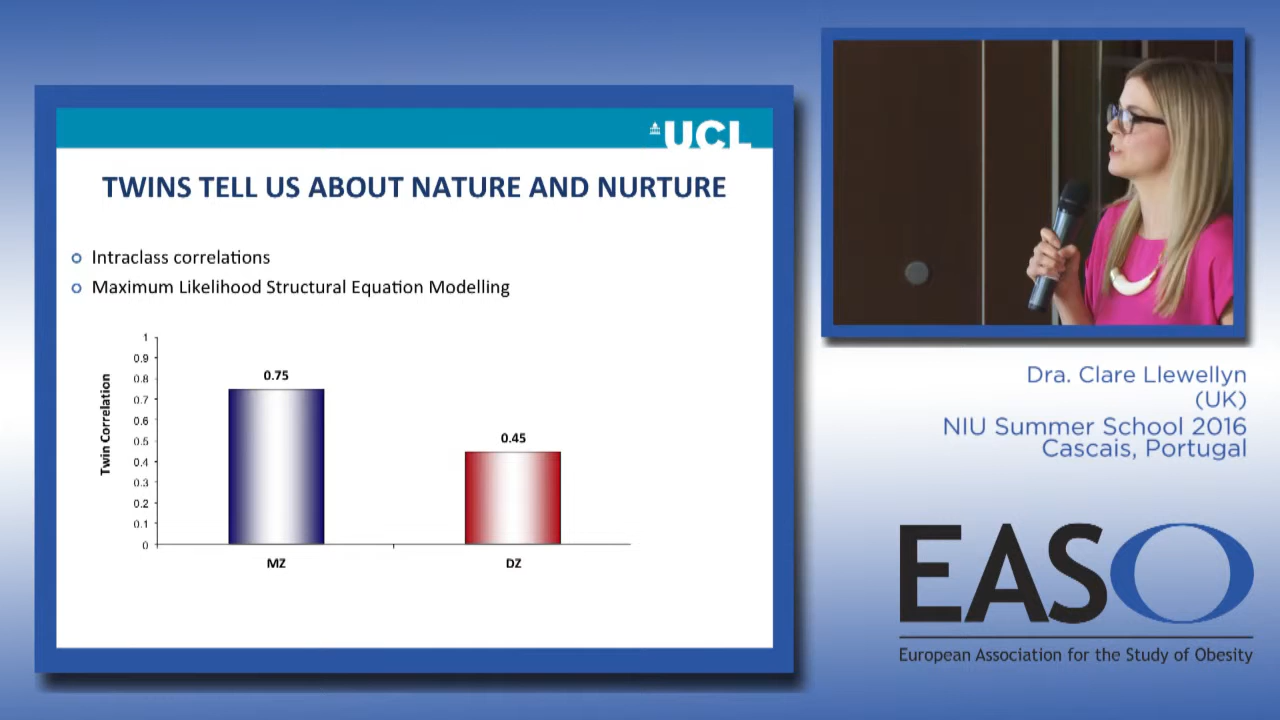 UCL
TWINS TELL US ABOUT NATURE AND NURTURE
Intraclass correlations
Maximum Likelihood Structural Equation Modelling
Twin Correlation
1
0.9
0.8
0.7
0.6
0.5
0.4
0.3
0.2
0.1
0
0.75
0.45
MZ
DZ
Dra. Clare Llewellyn
(UK)
NIU Summer School 2016
Cascais, Portugal
EASO
European Association for the Study of Obesity